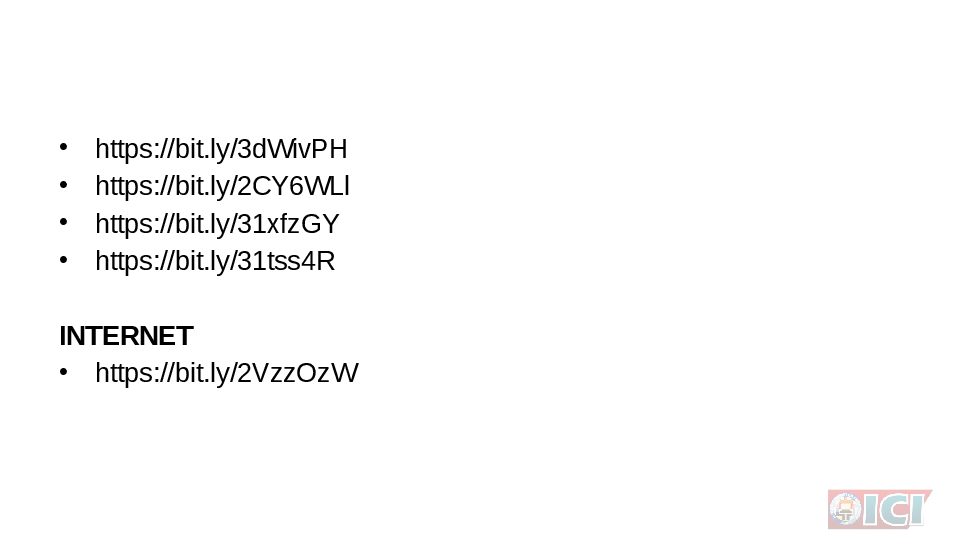 • https://bit.ly/3dWivPH
• https://bit.ly/2CY6WLl
• https://bit.ly/31xfzGY
• https://bit.ly/31tss4R
INTERNET
• https://bit.ly/2VzzOzW
ICI